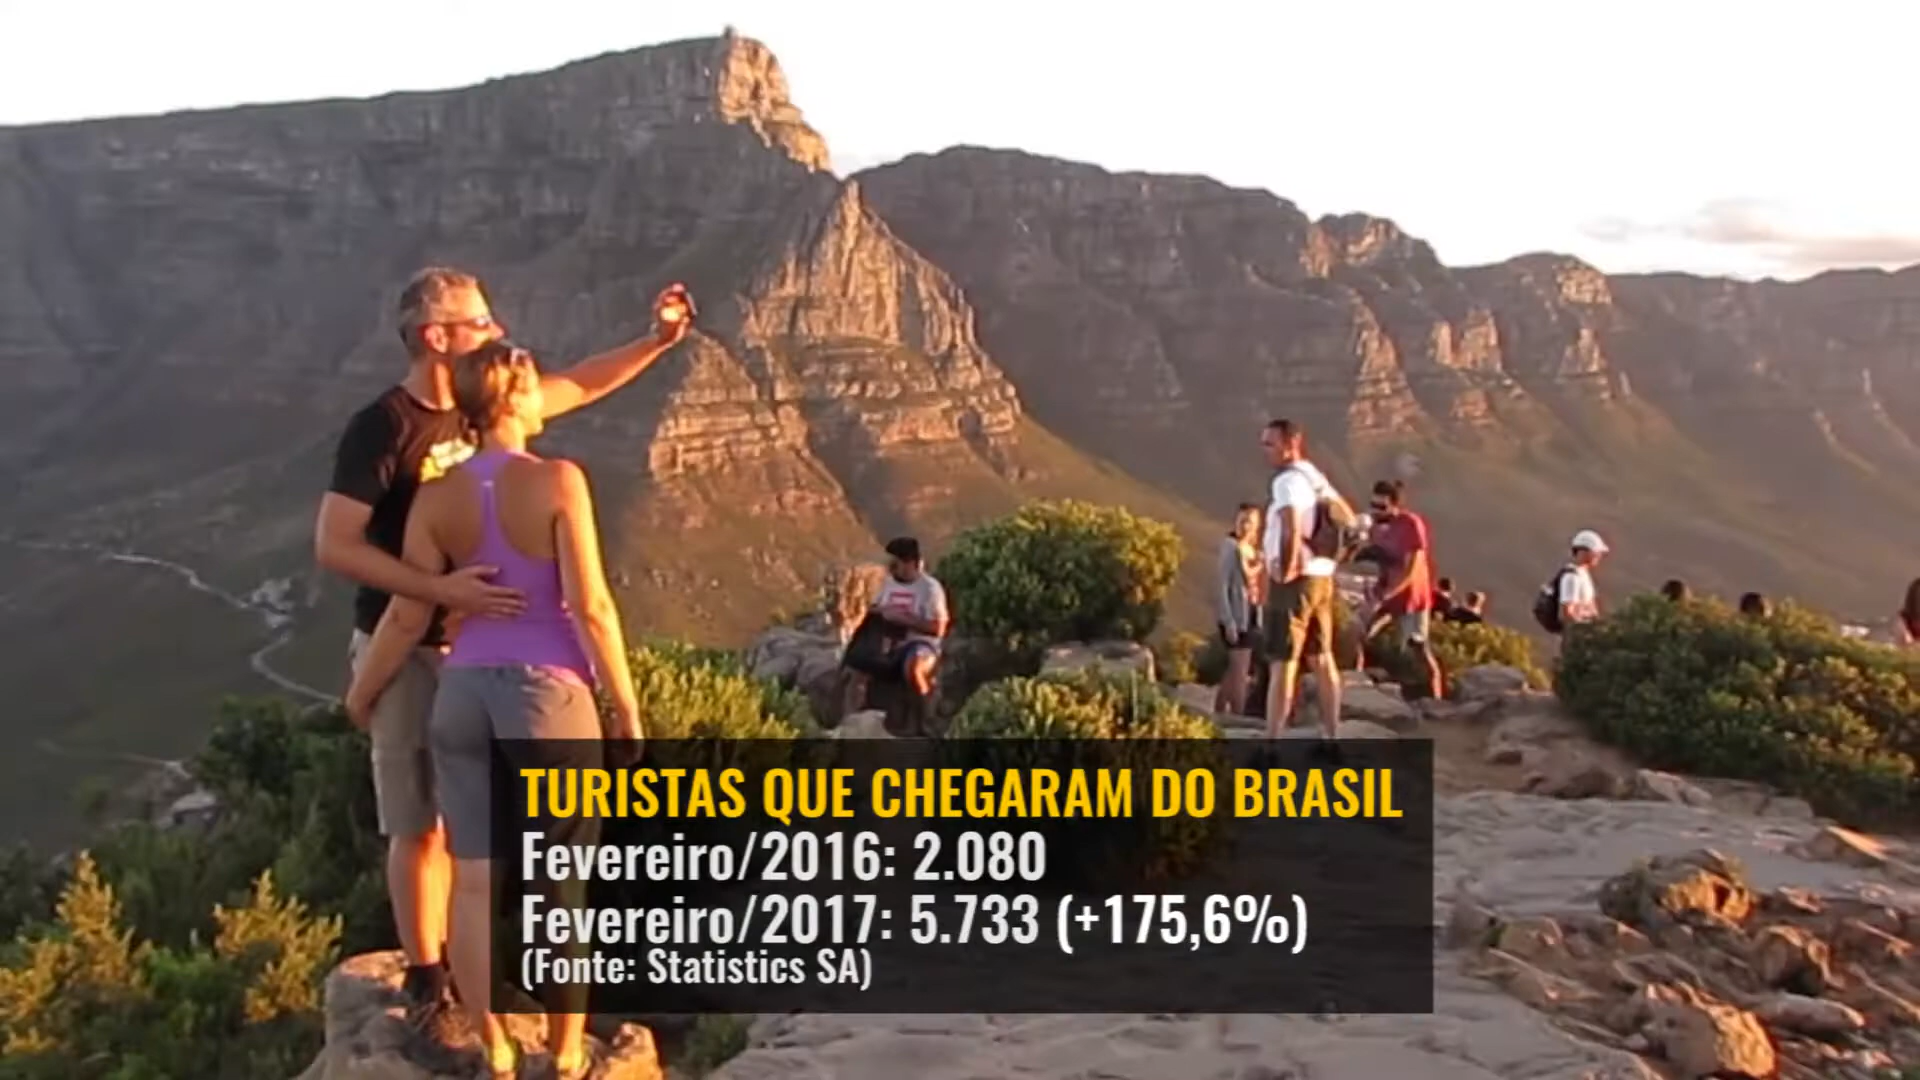 TURISTAS QUE CHEGARAM DO BRASIL
Fevereiro/2016: 2.080
Fevereiro/2017: 5.733 (+175,6%)
(Fonte: Statistics SA)